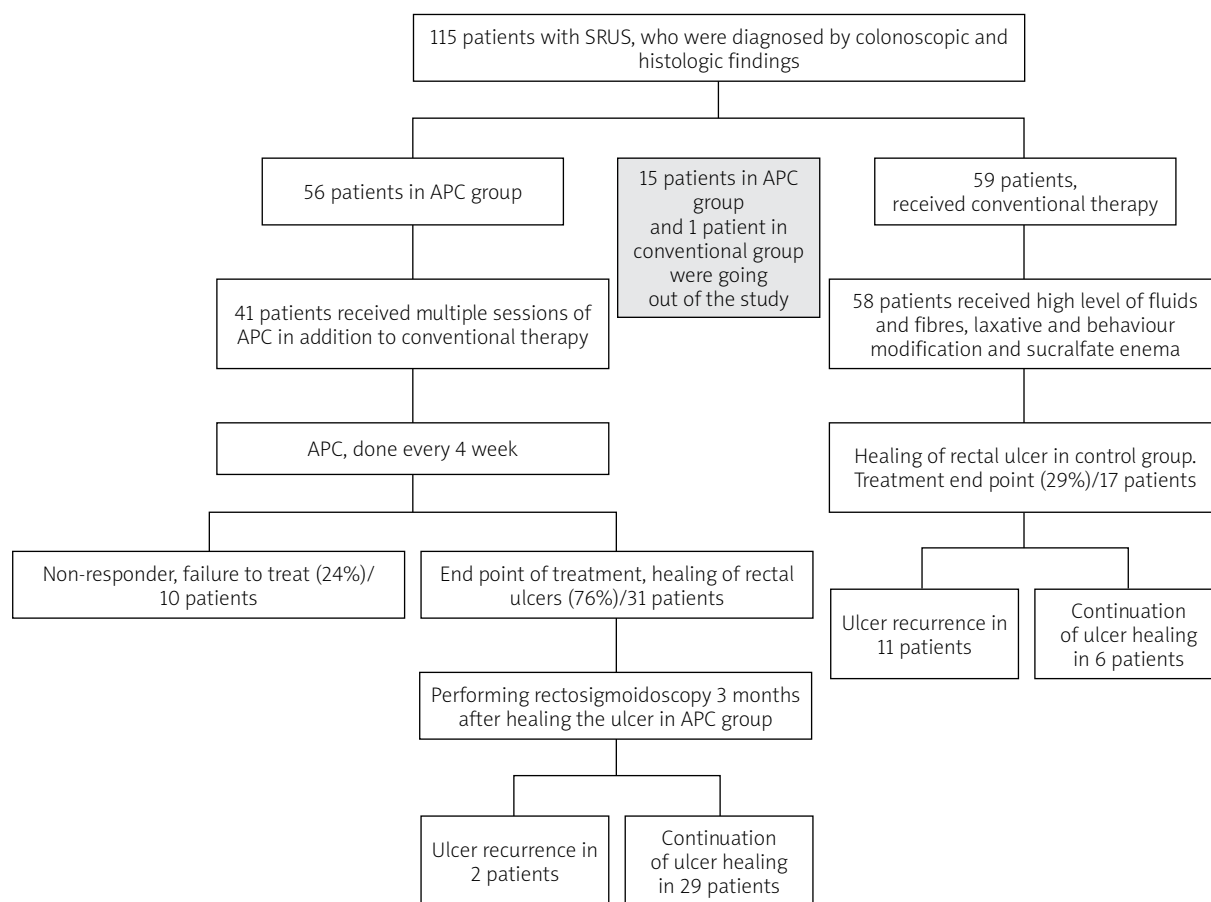 115 patients with SRUS, who were diagnosed by colonoscopic and
histologic findings
56 patients in APC group
15 patients in APC
group
and 1 patient in
conventional group
were going
out of the study
59 patients,
received conventional therapy
41 patients received multiple sessions of
APC in addition to conventional therapy
58 patients received high level of fluids
and fibres, laxative and behaviour
modification and sucralfate enema
APC, done every 4 week
Healing of rectal ulcer in control group.
Treatment end point (29%)/17 patients
Non-responder, failure to treat (24%)/
10 patients
End point of treatment, healing of rectal
ulcers (76%)/31 patients
Ulcer recurrence in
11 patients
Continuation
of ulcer healing
in 6 patients
Performing rectosigmoidoscopy 3 months
after healing the ulcer in APC group
Ulcer recurrence in
2 patients
Continuation
of ulcer healing
in 29 patients